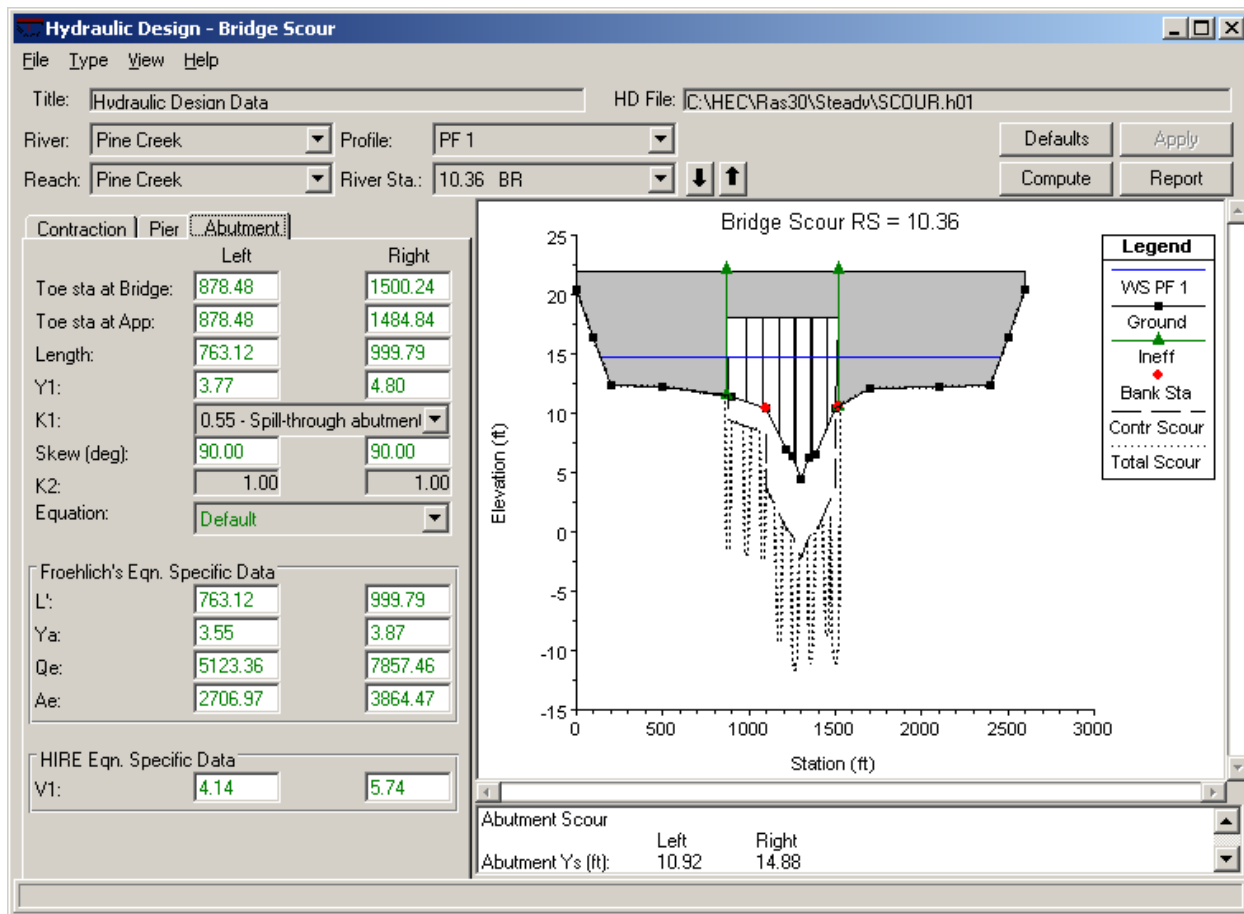 Hydraulic Design - Bridge Scour
File Type View Help
Title: Hydraulic Design Data HD File: C:\HEC\Ras30\Steady\SCOUR.h01
River: Pine Creek Profile: PF 1 Defaults Apply
Reach: Pine Creek River Sta.: 10.36 BR Compute Report
Contraction Pier Abutment
Left Right
Toe sta at Bridge: 878.48 1500.24
Toe sta at App: 878.48 1484.84
Length: 763.12 999.79
Y1: 3.77 4.80
K1: 0.55 - Spill-through abutment
Skew (deg): 90.00 90.00
K2: 1.00 1.00
Equation: Default
Froehlich's Eqn. Specific Data
L': 763.12 999.79
Ya: 3.55 3.87
Qe: 5123.36 7857.46
Ae: 2706.97 3864.47
HIRE Eqn. Specific Data
V1: 4.14 5.74
Bridge Scour RS = 10.36
Elevation (ft)
25
20
15
10
5
0
-5
-10
-15
0 500 1000 1500 2000 2500 3000
Station (ft)
Legend
WS PF 1
Ground
Ineff
Bank Sta
Contr Scour
Total Scour
Abutment Scour
Left Right
Abutment Ys (ft): 10.92 14.88